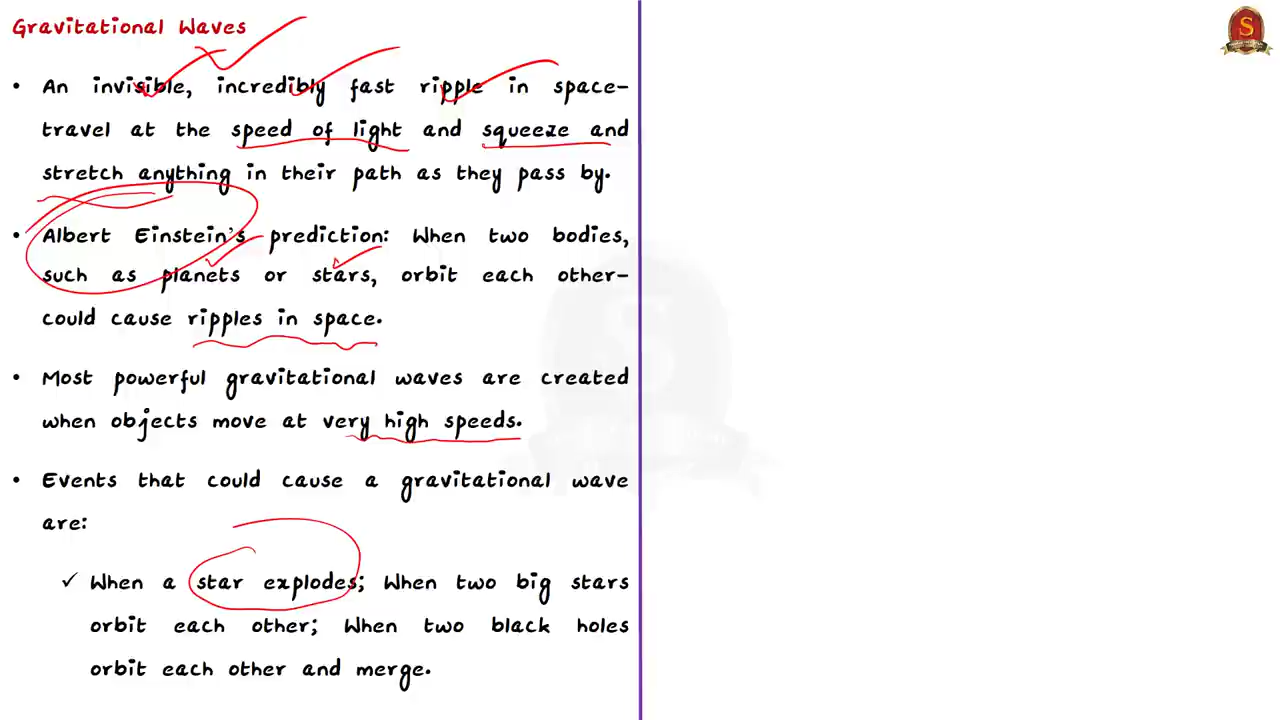 Gravitational Waves
• An invisible, incredibly fast ripple in space-
travel at the speed of light and squeeze and
stretch anything in their path as they pass by.
• Albert Einstein's prediction: When two bodies,
such as planets or stars, orbit each other-
could cause ripples in space.
• Most powerful gravitational waves are created
when objects move at very high speeds.
• Events that could cause a gravitational wave
are:
✓ When a star explodes; When two big stars
orbit each other; When two black holes
orbit each other and merge.
S